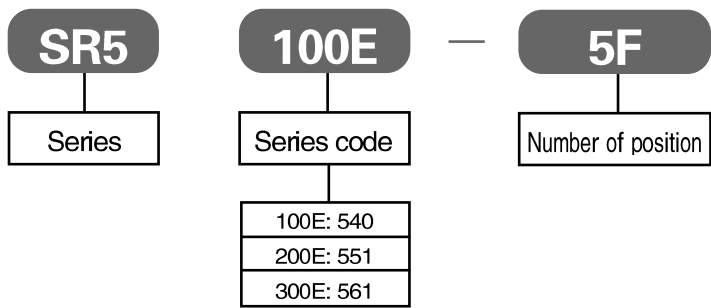 SR5 100E — 5F
Series Series code Number of position
100E: 540
200E: 551
300E: 561